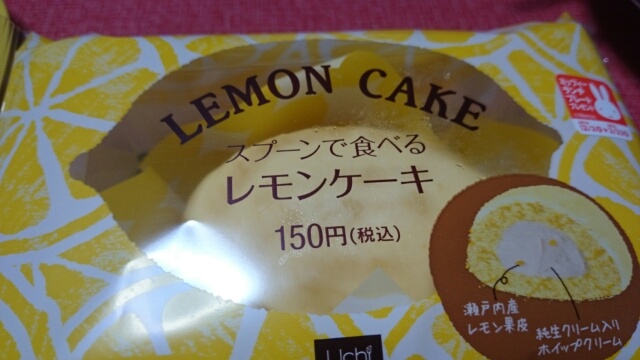 LEMON CAKE
スプーンで食べる
レモンケーキ
150円(税込)
瀬戸内産
レモン果皮
純生クリーム入り
ホイップクリーム
Uchi